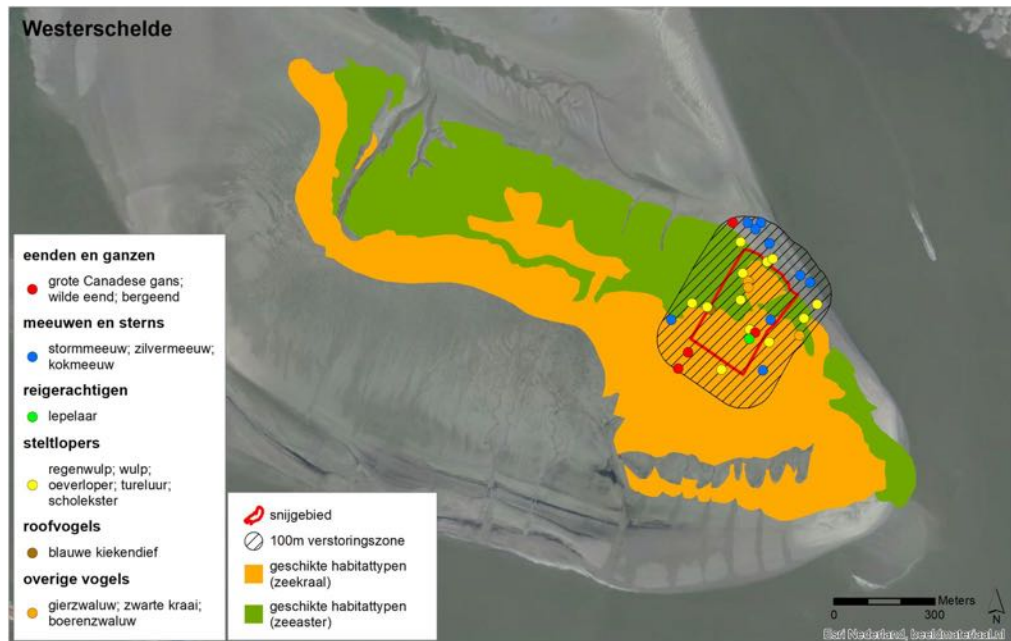 Westerschelde
eenden en ganzen
grote Canadese gans;
wilde eend; bergeend
meeuwen en sterns
stormmeeuw; zilvermeeuw;
kokmeeuw
reigerachtigen
lepelaar
steltlopers
regenwulp; wulp;
oeverloper; tureluur;
scholekster
roofvogels
blauwe kiekendief
overige vogels
gierzwaluw; zwarte kraai;
boerenzwaluw
snijgebied
100m verstoringszone
geschikte habitattypen
(zeekraal)
geschikte habitattypen
(zeeaster)
Meters
0 300
N
Esri Nederland, beeldmateriaal.nl